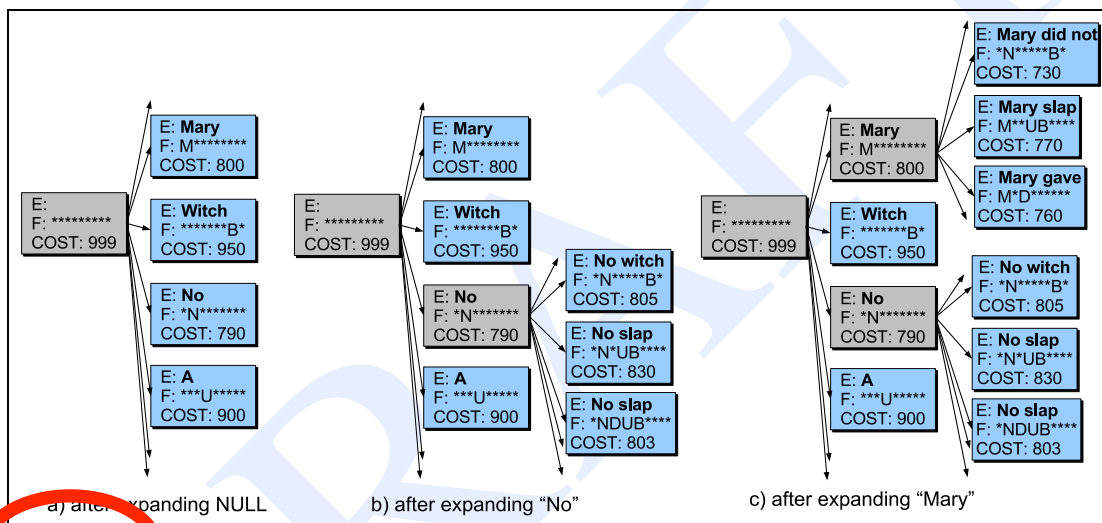 E:
F: *********
COST: 999
E: Mary
F: M********
COST: 800
E: Witch
F: *******B*
COST: 950
E: No
F: *N*******
COST: 790
E: A
F: ***U*****
COST: 900
a) after expanding NULL
E:
F: *********
COST: 999
E: Mary
F: M********
COST: 800
E: Witch
F: *******B*
COST: 950
E: No
F: *N*******
COST: 790
E: A
F: ***U*****
COST: 900
E: No witch
F: *N*****B*
COST: 805
E: No slap
F: *N*UB****
COST: 830
E: No slap
F: *NDUB****
COST: 803
b) after expanding “No”
E:
F: *********
COST: 999
E: Mary
F: M********
COST: 800
E: Witch
F: *******B*
COST: 950
E: No
F: *N*******
COST: 790
E: A
F: ***U*****
COST: 900
E: Mary did not
F: *N*****B*
COST: 730
E: Mary slap
F: M**UB****
COST: 770
E: Mary gave
F: M*D******
COST: 760
E: No witch
F: *N*****B*
COST: 805
E: No slap
F: *N*UB****
COST: 830
E: No slap
F: *NDUB****
COST: 803
c) after expanding “Mary”